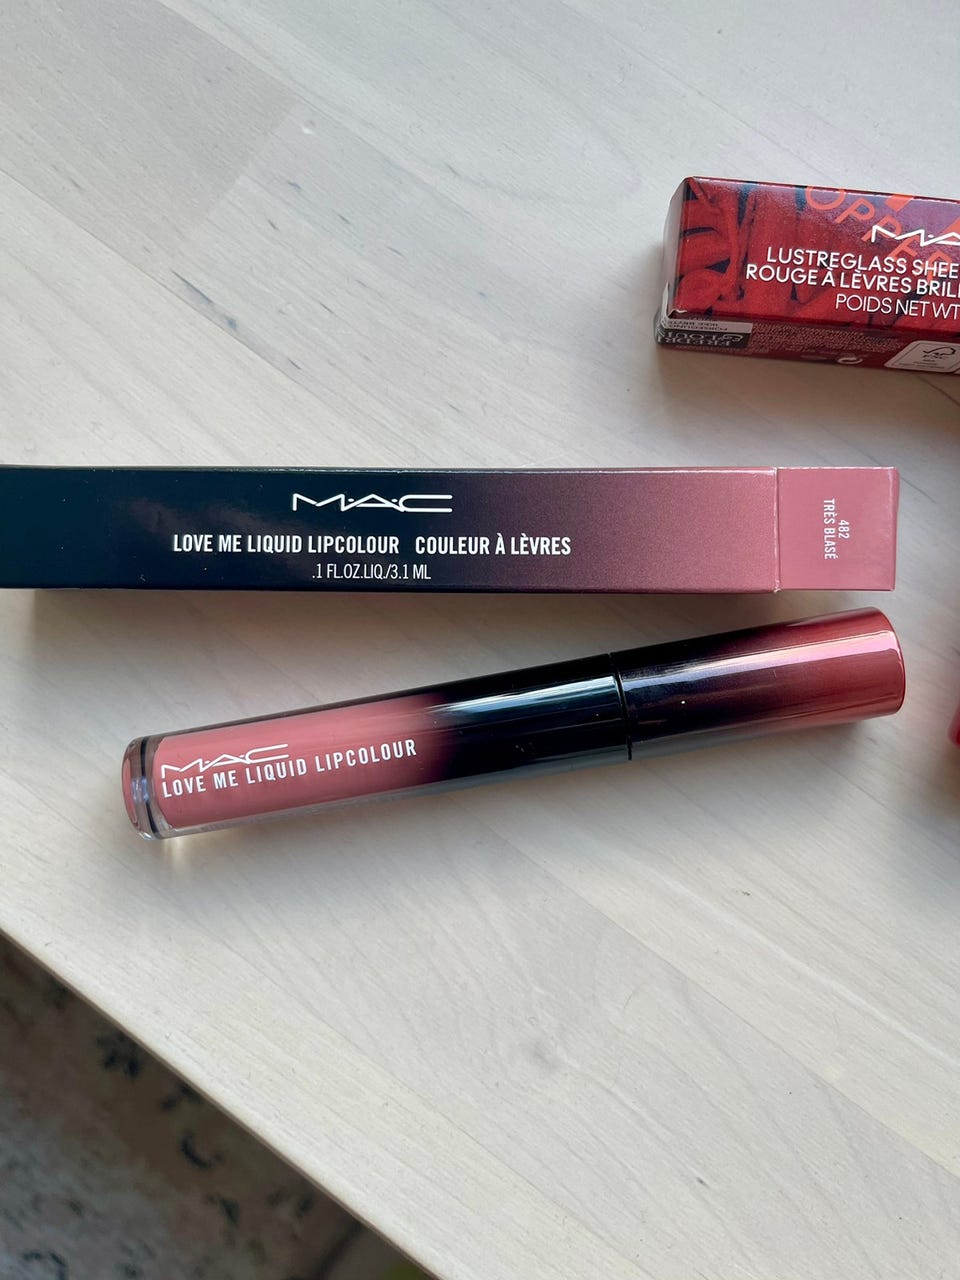 OPPE
M·A·
LUSTREGLASS SHEE
ROUGE À LÈVRES BRIL
POIDS NET WT
M·A·C
LOVE ME LIQUID LIPCOLOUR COULEUR À LÈVRES
.1 FL.OZ.LIQ./3.1 ML
482
TRÈS BLASÉ
M·A·C
LOVE ME LIQUID LIPCOLOUR